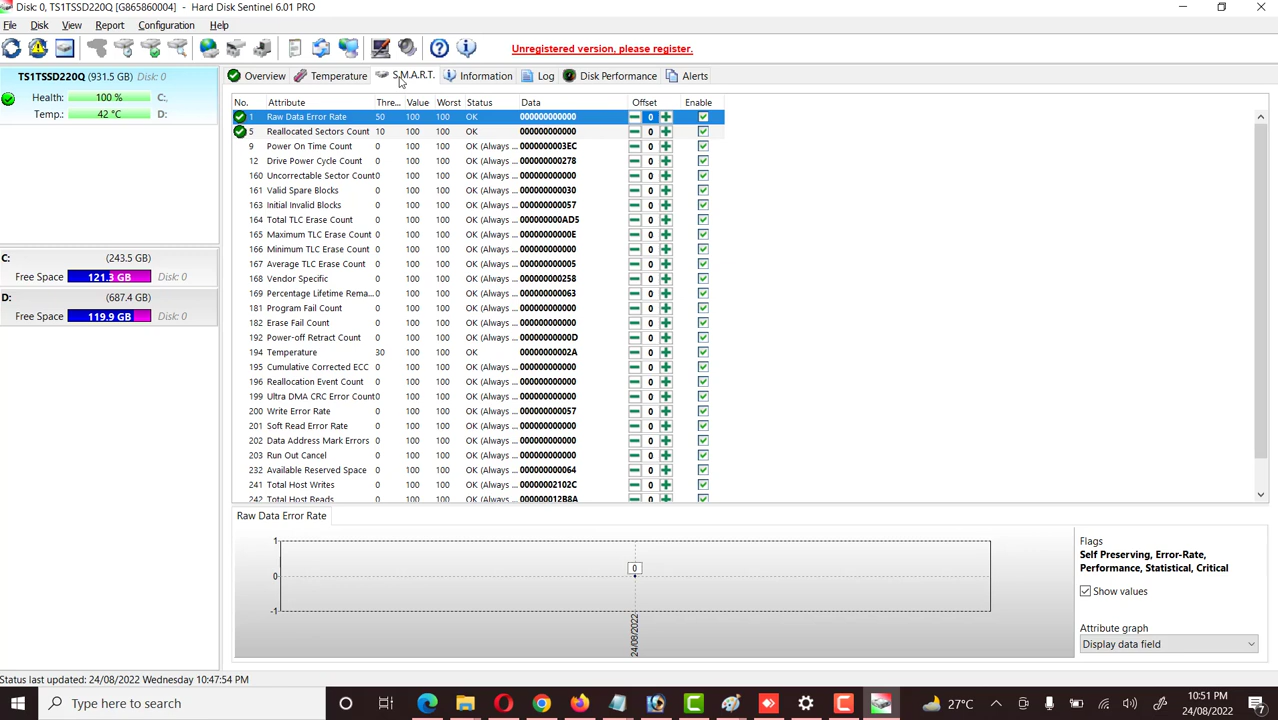 Disk: 0, TS1TSSD220Q [G865860004] - Hard Disk Sentinel 6.01 PRO
File Disk View Report Configuration Help
Unregistered version, please register.
TS1TSSD220Q (931.5 GB) Disk: 0
Health: 100 % C:,
Temp.: 42 °C D:
C: (243.5 GB)
Free Space 121.3 GB Disk: 0
D: (687.4 GB)
Free Space 119.9 GB Disk: 0
Overview Temperature S.M.A.R.T. Information Log Disk Performance Alerts
No. Attribute Thre... Value Worst Status Data Offset Enable
1 Raw Data Error Rate 50 100 100 OK 000000000000 0
5 Reallocated Sectors Count 10 100 100 OK 000000000000 0
9 Power On Time Count 0 100 100 OK (Always ... 0000000003EC 0
12 Drive Power Cycle Count 0 100 100 OK (Always ... 000000000278 0
160 Uncorrectable Sector Count 0 100 100 OK (Always ... 000000000000 0
161 Valid Spare Blocks 0 100 100 OK (Always ... 000000000030 0
163 Initial Invalid Blocks 0 100 100 OK (Always ... 000000000057 0
164 Total TLC Erase Count 0 100 100 OK (Always ... 000000000AD5 0
165 Maximum TLC Erase Count 0 100 100 OK (Always ... 00000000000E 0
166 Minimum TLC Erase Count 0 100 100 OK (Always ... 000000000000 0
167 Average TLC Erase Count 0 100 100 OK (Always ... 000000000005 0
168 Vendor Specific 0 100 100 OK (Always ... 000000000258 0
169 Percentage Lifetime Rema... 0 100 100 OK (Always ... 000000000063 0
181 Program Fail Count 0 100 100 OK (Always ... 000000000000 0
182 Erase Fail Count 0 100 100 OK (Always ... 000000000000 0
192 Power-off Retract Count 0 100 100 OK (Always ... 00000000000D 0
194 Temperature 30 100 100 OK 00000000002A 0
195 Cumulative Corrected ECC 0 100 100 OK (Always ... 000000000000 0
196 Reallocation Event Count 0 100 100 OK (Always ... 000000000000 0
199 Ultra DMA CRC Error Count 0 100 100 OK (Always ... 000000000000 0
200 Write Error Rate 0 100 100 OK (Always ... 000000000057 0
201 Soft Read Error Rate 0 100 100 OK (Always ... 000000000000 0
202 Data Address Mark Errors 0 100 100 OK (Always ... 000000000000 0
203 Run Out Cancel 0 100 100 OK (Always ... 000000000000 0
232 Available Reserved Space 0 100 100 OK (Always ... 000000000064 0
241 Total Host Writes 0 100 100 OK (Always ... 00000002102C 0
242 Total Host Reads 0 100 100 OK (Always ... 000000012B8A 0
Raw Data Error Rate
1
0
-1
0
24/08/2022
Flags
Self Preserving, Error-Rate,
Performance, Statistical, Critical
Show values
Attribute graph
Display data field
Status last updated: 24/08/2022 Wednesday 10:47:54 PM
Type here to search
27°C
10:51 PM
24/08/2022
7